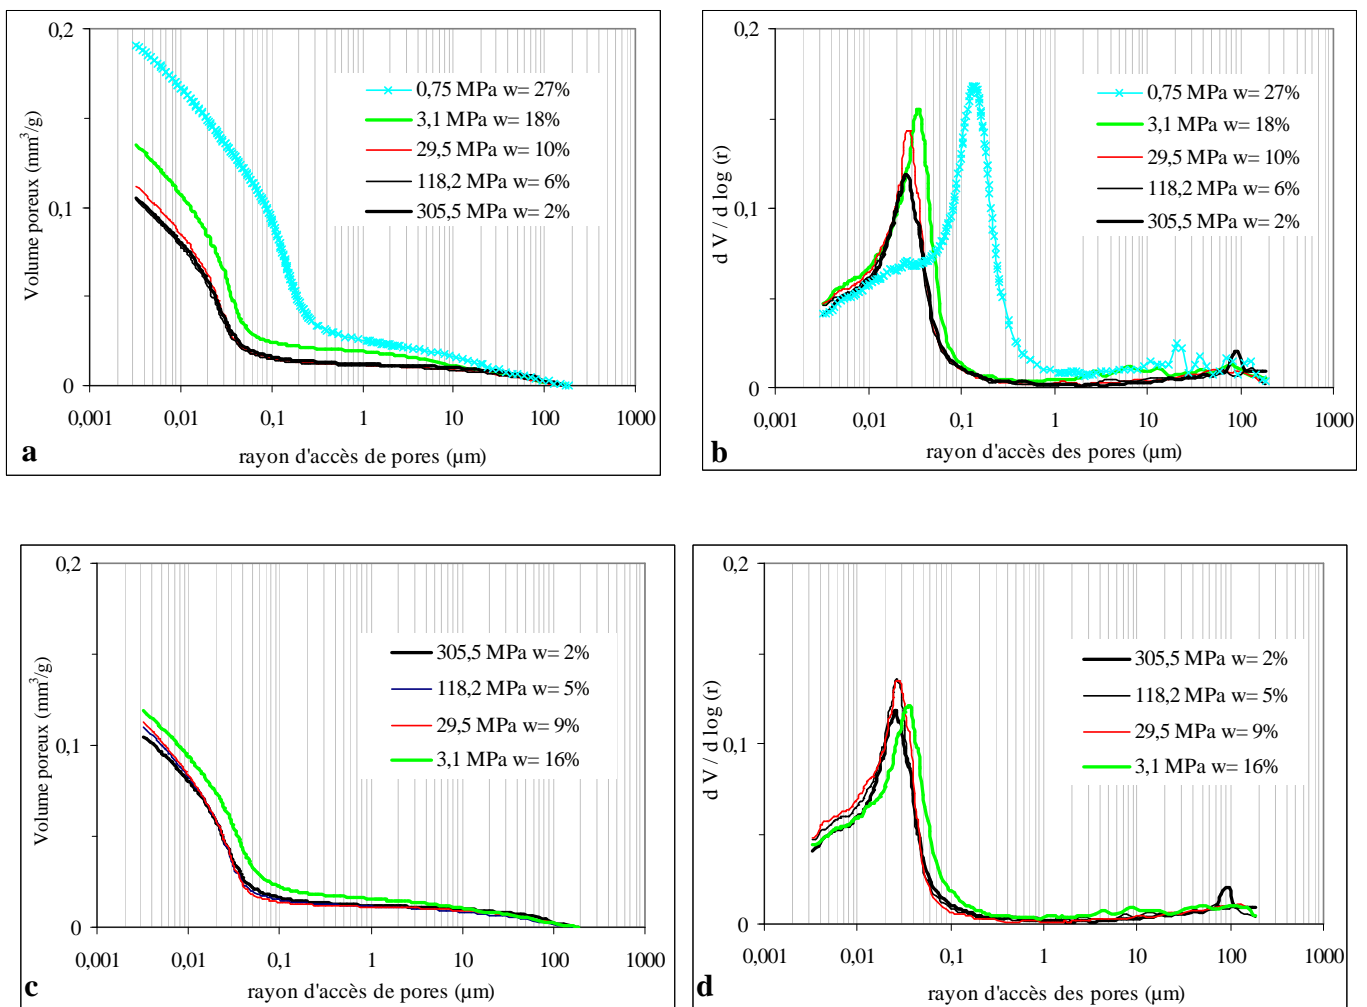 0,2
0,1
0
Volume poreux (mm³/g)
0,75 MPa w= 27%
3,1 MPa w= 18%
29,5 MPa w= 10%
118,2 MPa w= 6%
305,5 MPa w= 2%
0,001 0,01 0,1 1 10 100 1000
rayon d'accès de pores (µm)
a
0,2
0,1
0
d V / d log (r)
0,75 MPa w= 27%
3,1 MPa w= 18%
29,5 MPa w= 10%
118,2 MPa w= 6%
305,5 MPa w= 2%
0,001 0,01 0,1 1 10 100 1000
rayon d'accès des pores (µm)
b
0,2
0,1
0
Volume poreux (mm³/g)
305,5 MPa w= 2%
118,2 MPa w= 5%
29,5 MPa w= 9%
3,1 MPa w= 16%
0,001 0,01 0,1 1 10 100 1000
rayon d'accès de pores (µm)
c
0,2
0,1
0
d V / d log (r)
305,5 MPa w= 2%
118,2 MPa w= 5%
29,5 MPa w= 9%
3,1 MPa w= 16%
0,001 0,01 0,1 1 10 100 1000
rayon d'accès des pores (µm)
d